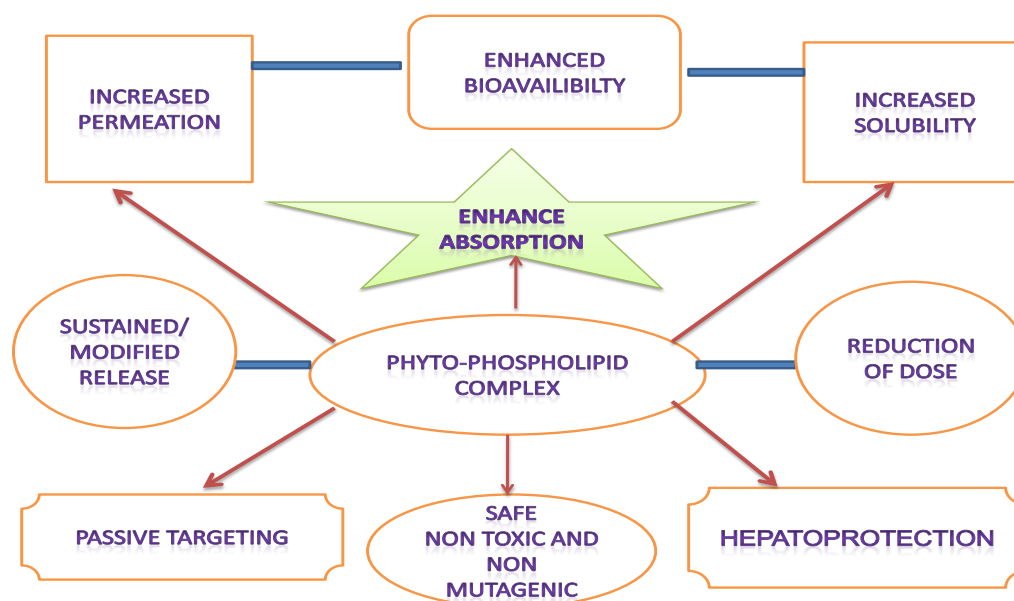 INCREASED
PERMEATION
ENHANCED
BIOAVAILIBILTY
INCREASED
SOLUBILITY
ENHANCE
ABSORPTION
SUSTAINED/
MODIFIED
RELEASE
PHYTO-PHOSPHOLIPID
COMPLEX
REDUCTION
OF DOSE
PASSIVE TARGETING
SAFE
NON TOXIC AND
NON
MUTAGENIC
HEPATOPROTECTION